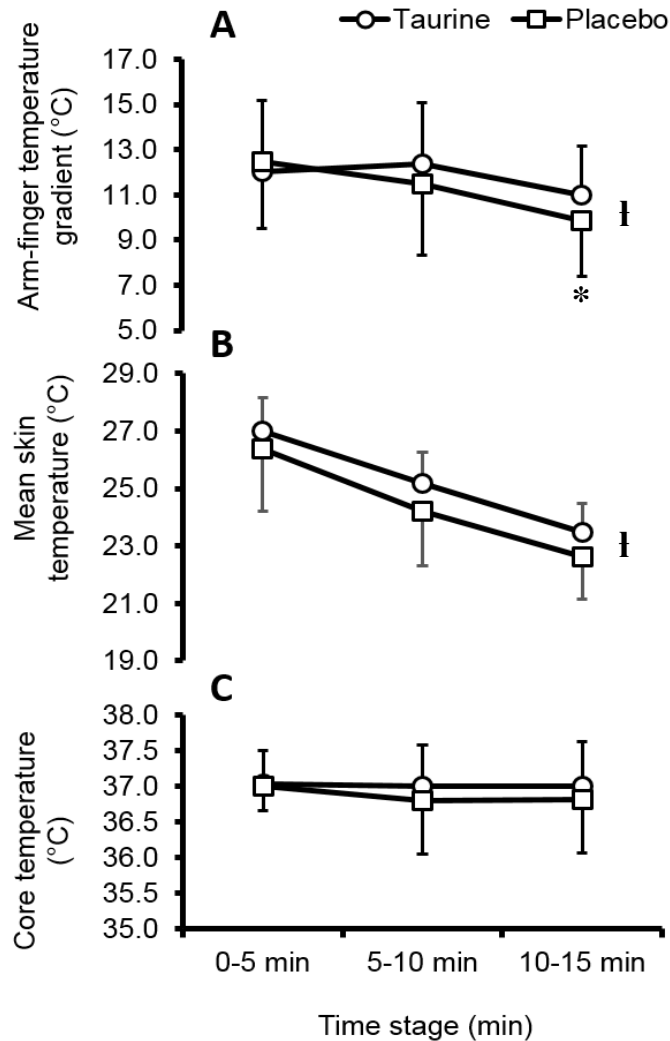 A
Taurine
Placebo
Arm-finger temperature
gradient (°C)
17.0
15.0
13.0
11.0
9.0
7.0
5.0
ƚ
*
B
Mean skin
temperature (°C)
29.0
27.0
25.0
23.0
21.0
19.0
ƚ
C
Core temperature
(°C)
38.0
37.5
37.0
36.5
36.0
35.5
35.0
0-5 min
5-10 min
10-15 min
Time stage (min)